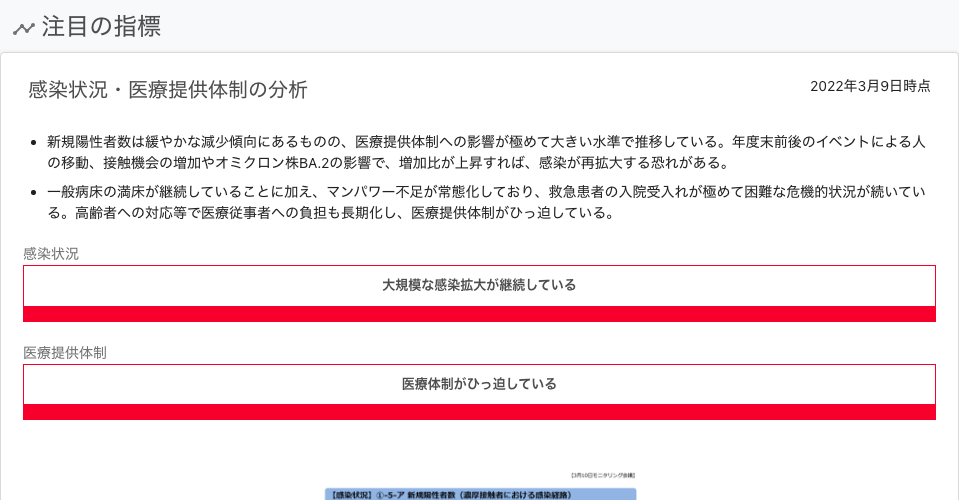 注目の指標
感染状況・医療提供体制の分析
2022年3月9日時点
新規陽性者数は緩やかな減少傾向にあるものの、医療提供体制への影響が極めて大きい水準で推移している。年度末前後のイベントによる人
の移動、接触機会の増加やオミクロン株BA.2の影響で、増加比が上昇すれば、感染が再拡大する恐れがある。
一般病床の満床が継続していることに加え、マンパワー不足が常態化しており、救急患者の入院受入れが極めて困難な危機的状況が続いてい
る。高齢者への対応等で医療従事者への負担も長期化し、医療提供体制がひっ迫している。
感染状況
大規模な感染拡大が継続している
医療提供体制
医療体制がひっ迫している
【3月10日モニタリング会議】
【感染状況】①-5-ア 新規陽性者数（濃厚接触者における感染経路）